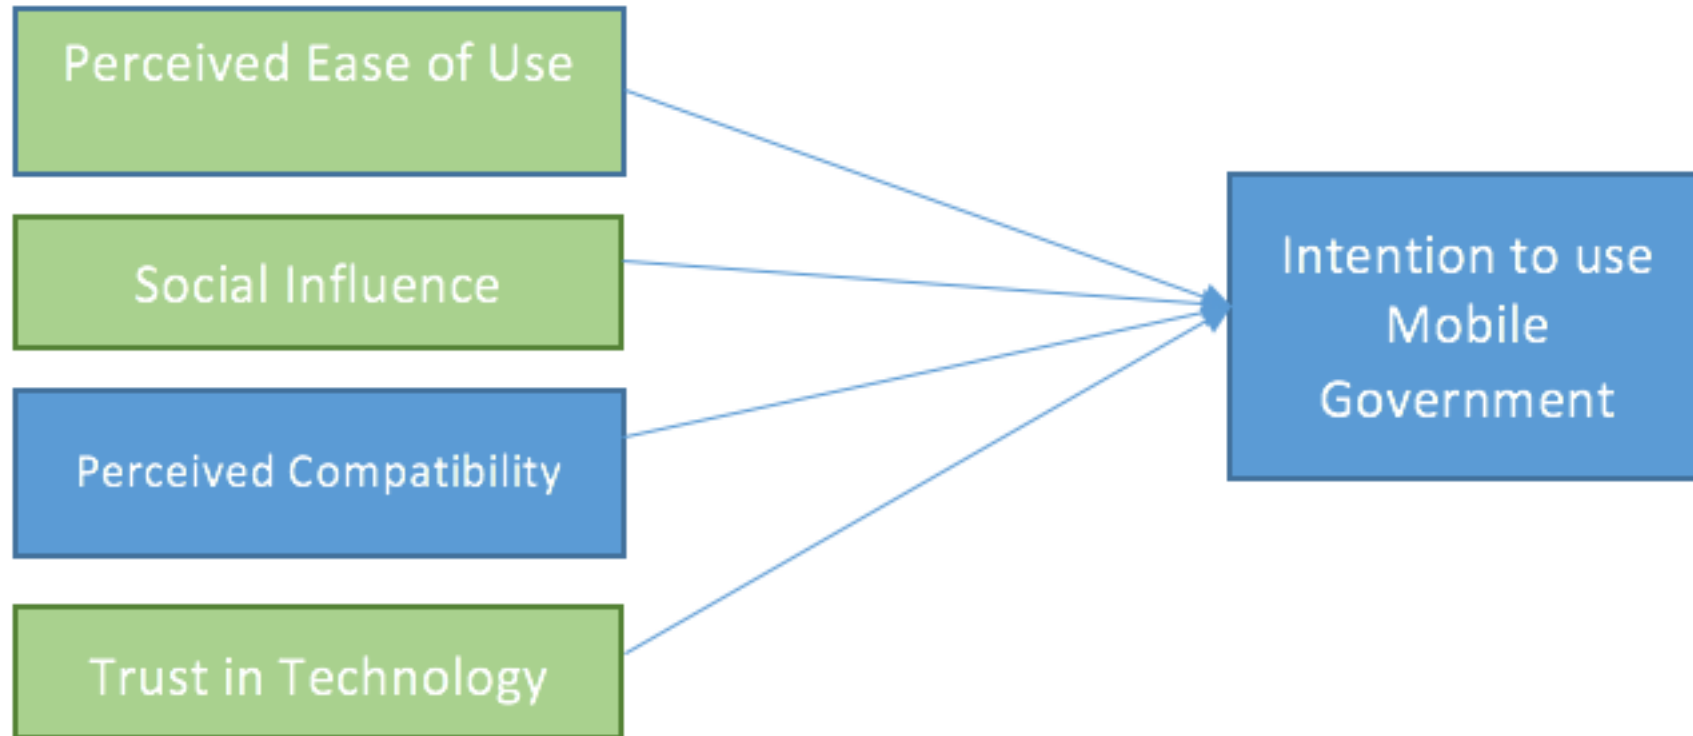 Perceived Ease of Use
Social Influence
Perceived Compatibility
Trust in Technology
Intention to use
Mobile
Government